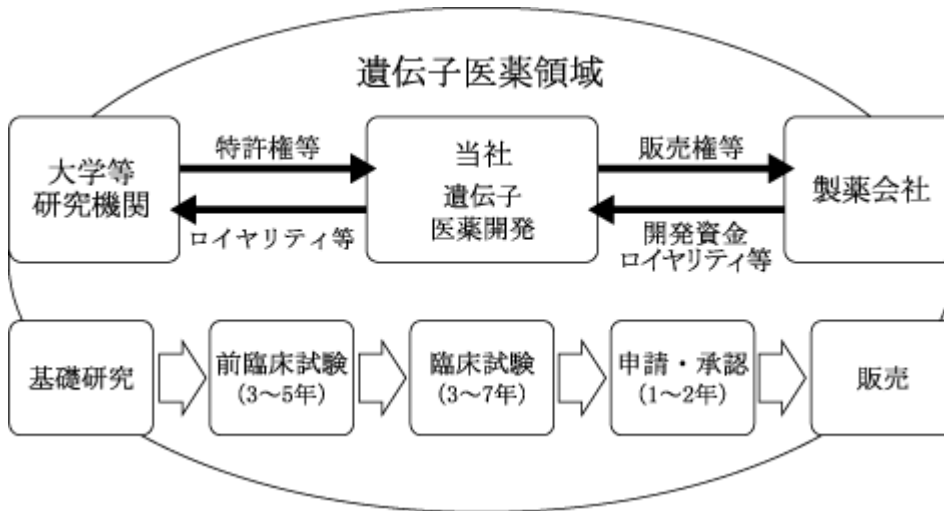 遺伝子医薬領域
大学等
研究機関
特許権等
ロイヤリティ等
当社
遺伝子
医薬開発
販売権等
開発資金
ロイヤリティ等
製薬会社
基礎研究
前臨床試験
(3～5年)
臨床試験
(3～7年)
申請・承認
(1～2年)
販売